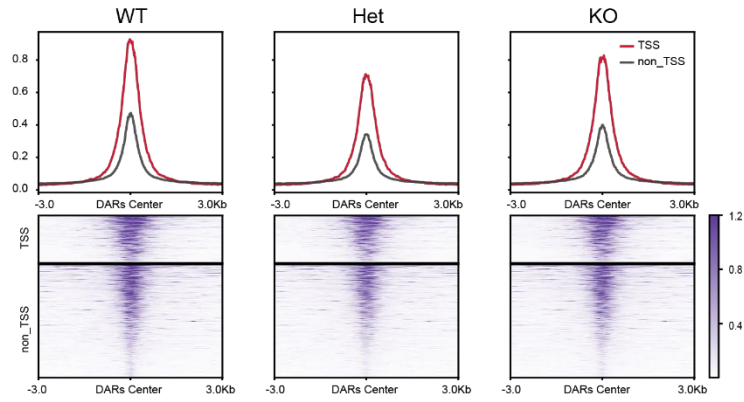 WT Het KO
0.8
0.6
0.4
0.2
0.0
TSS
non_TSS
-3.0 DARs Center 3.0Kb -3.0 DARs Center 3.0Kb -3.0 DARs Center 3.0Kb
TSS
non_TSS
1.2
0.8
0.4
-3.0 DARs Center 3.0Kb -3.0 DARs Center 3.0Kb -3.0 DARs Center 3.0Kb